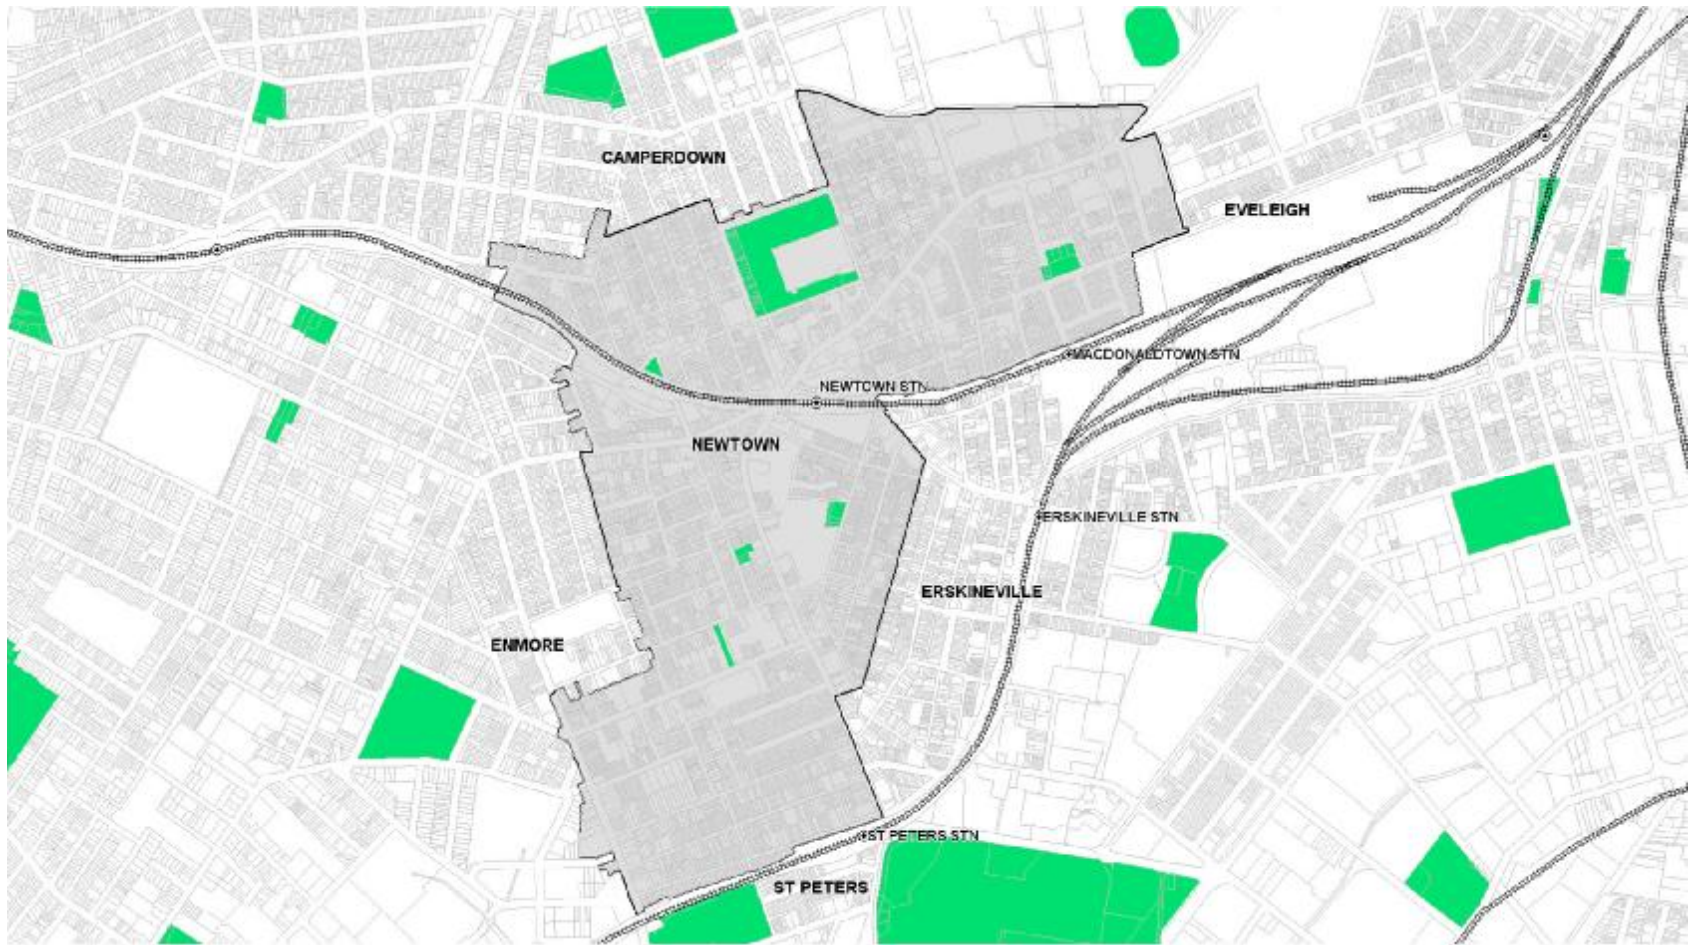 CAMPERDOWN
EVELEIGH
MACDONALDTOWN STN
NEWTOWN STN
NEWTOWN
ERSKINEVILLE STN
ERSKINEVILLE
ENMORE
ST PETERS STN
ST PETERS